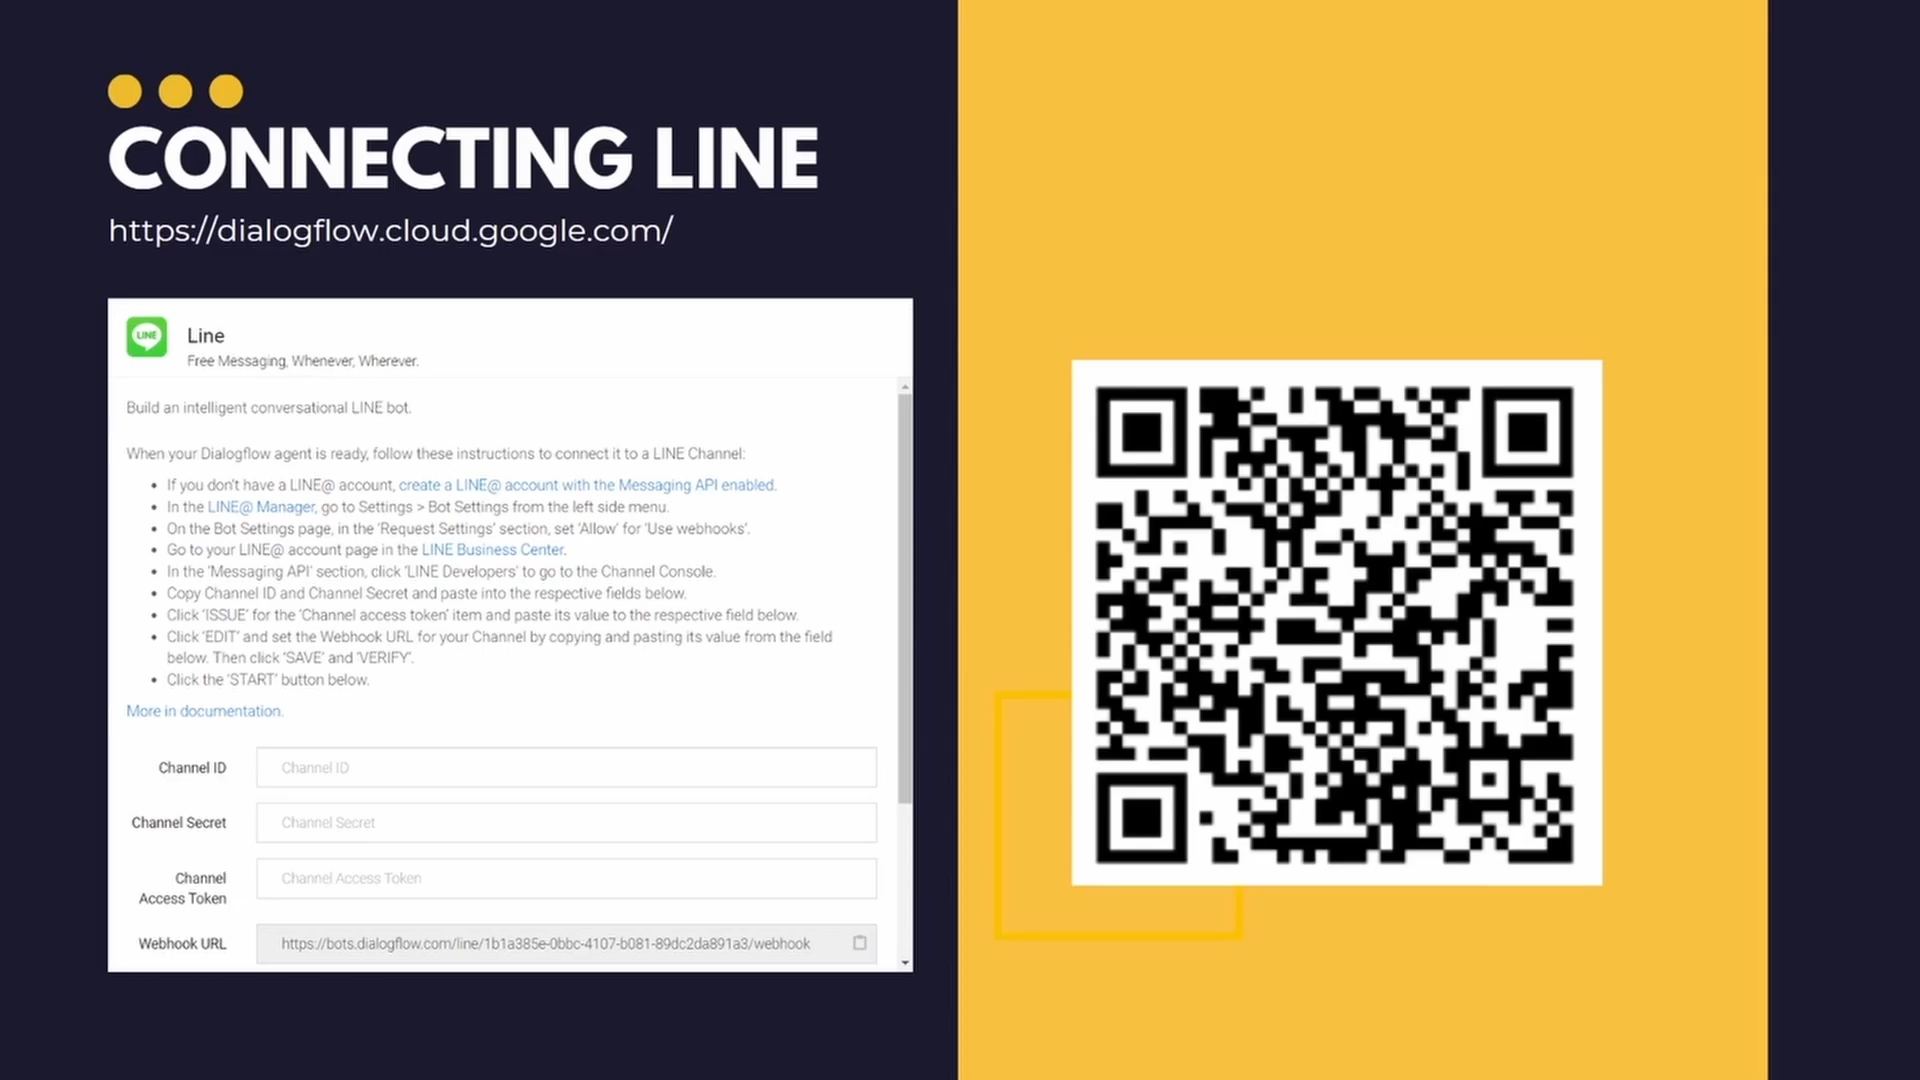 CONNECTING LINE
https://dialogflow.cloud.google.com/
LINE
Line
Free Messaging, Whenever, Wherever.
Build an intelligent conversational LINE bot.
When your Dialogflow agent is ready, follow these instructions to connect it to a LINE Channel:
• If you don't have a LINE@ account, create a LINE@ account with the Messaging API enabled.
• In the LINE@ Manager, go to Settings > Bot Settings from the left side menu.
• On the Bot Settings page, in the 'Request Settings' section, set 'Allow' for 'Use webhooks'.
• Go to your LINE@ account page in the LINE Business Center.
• In the 'Messaging API' section, click 'LINE Developers' to go to the Channel Console.
• Copy Channel ID and Channel Secret and paste into the respective fields below.
• Click 'ISSUE' for the 'Channel access token' item and paste its value to the respective field below.
• Click 'EDIT' and set the Webhook URL for your Channel by copying and pasting its value from the field
below. Then click 'SAVE' and 'VERIFY'.
• Click the 'START' button below.
More in documentation.
Channel ID Channel ID
Channel Secret Channel Secret
Channel
Access Token Channel Access Token
Webhook URL https://bots.dialogflow.com/line/1b1a385e-0bbc-4107-b081-89dc2da891a3/webhook